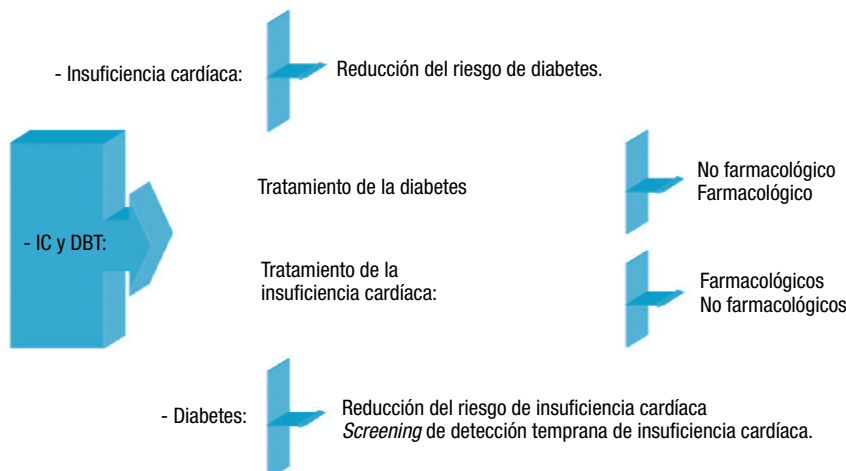 - Insuficiencia cardíaca:
Reducción del riesgo de diabetes.
- IC y DBT:
Tratamiento de la diabetes
No farmacológico
Farmacológico
Tratamiento de la
insuficiencia cardíaca:
Farmacológicos
No farmacológicos
- Diabetes:
Reducción del riesgo de insuficiencia cardíaca
Screening de detección temprana de insuficiencia cardíaca.